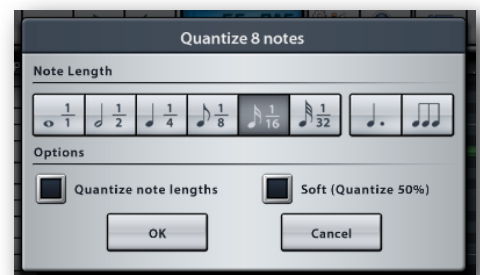 Quantize 8 notes
Note Length
1/1 1/2 1/4 1/8 1/16 1/32
Options
Quantize note lengths Soft (Quantize 50%)
OK Cancel